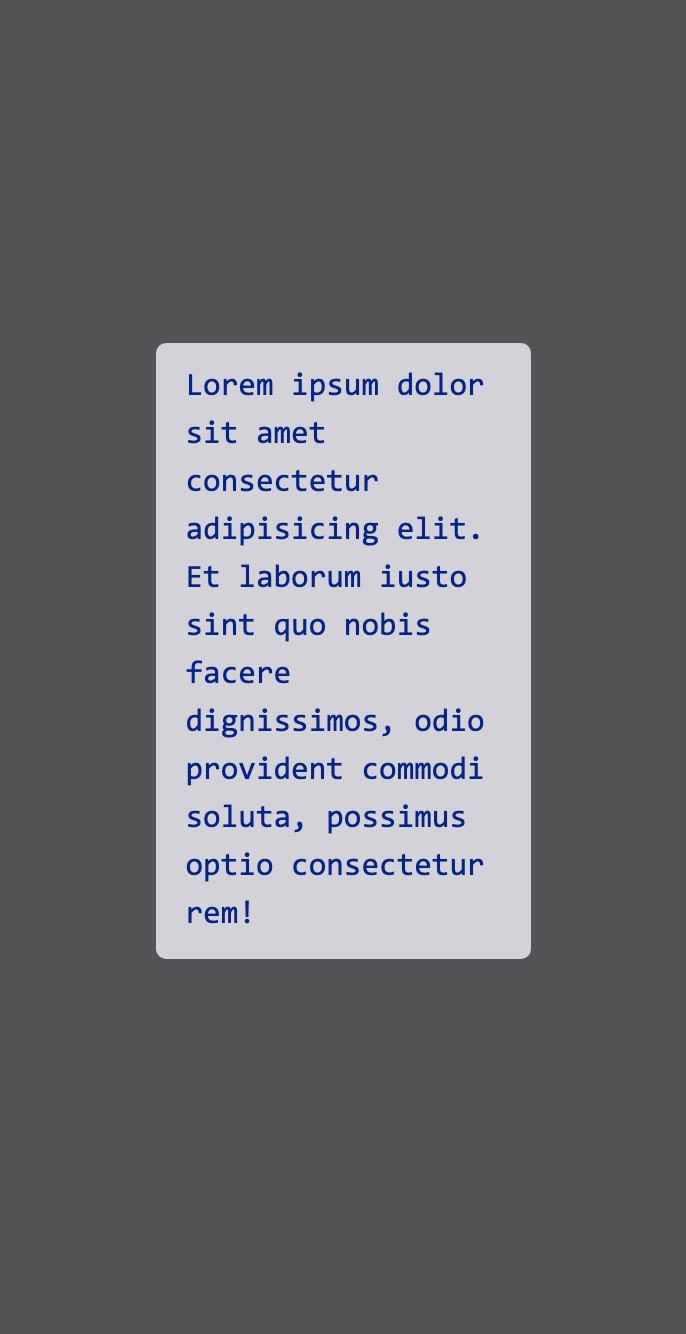 Lorem ipsum dolor
sit amet
consectetur
adipisicing elit.
Et laborum iusto
sint quo nobis
facere
dignissimos, odio
provident commodi
soluta, possimus
optio consectetur
rem!